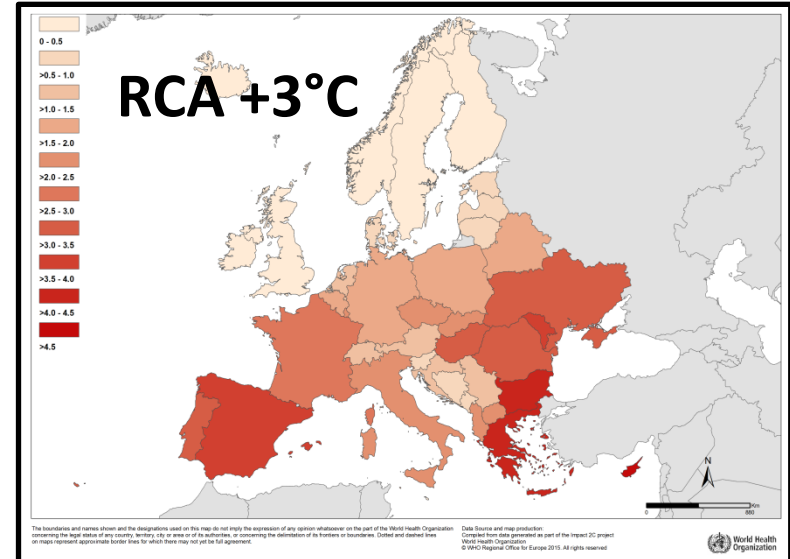 0 - 0.5
>0.5 - 1.0
RCA +3°C
>1.0 - 1.5
>1.5 - 2.0
>2.0 - 2.5
>2.5 - 3.0
>3.0 - 3.5
>3.5 - 4.0
>4.0 - 4.5
>4.5
N
0
880
Km
The boundaries and names shown and the designations used on this map do not imply the expression of any opinion whatsoever on the part of the World Health Organization
concerning the legal status of any country, territory, city or area or of its authorities, or concerning the delimitation of its frontiers or boundaries. Dotted and dashed lines
on maps represent approximate border lines for which there may not yet be full agreement.
Data Source and map production:
Compiled from data generated as part of the Impact 2C project
World Health Organization
© WHO Regional Office for Europe 2015. All rights reserved
World Health
Organization